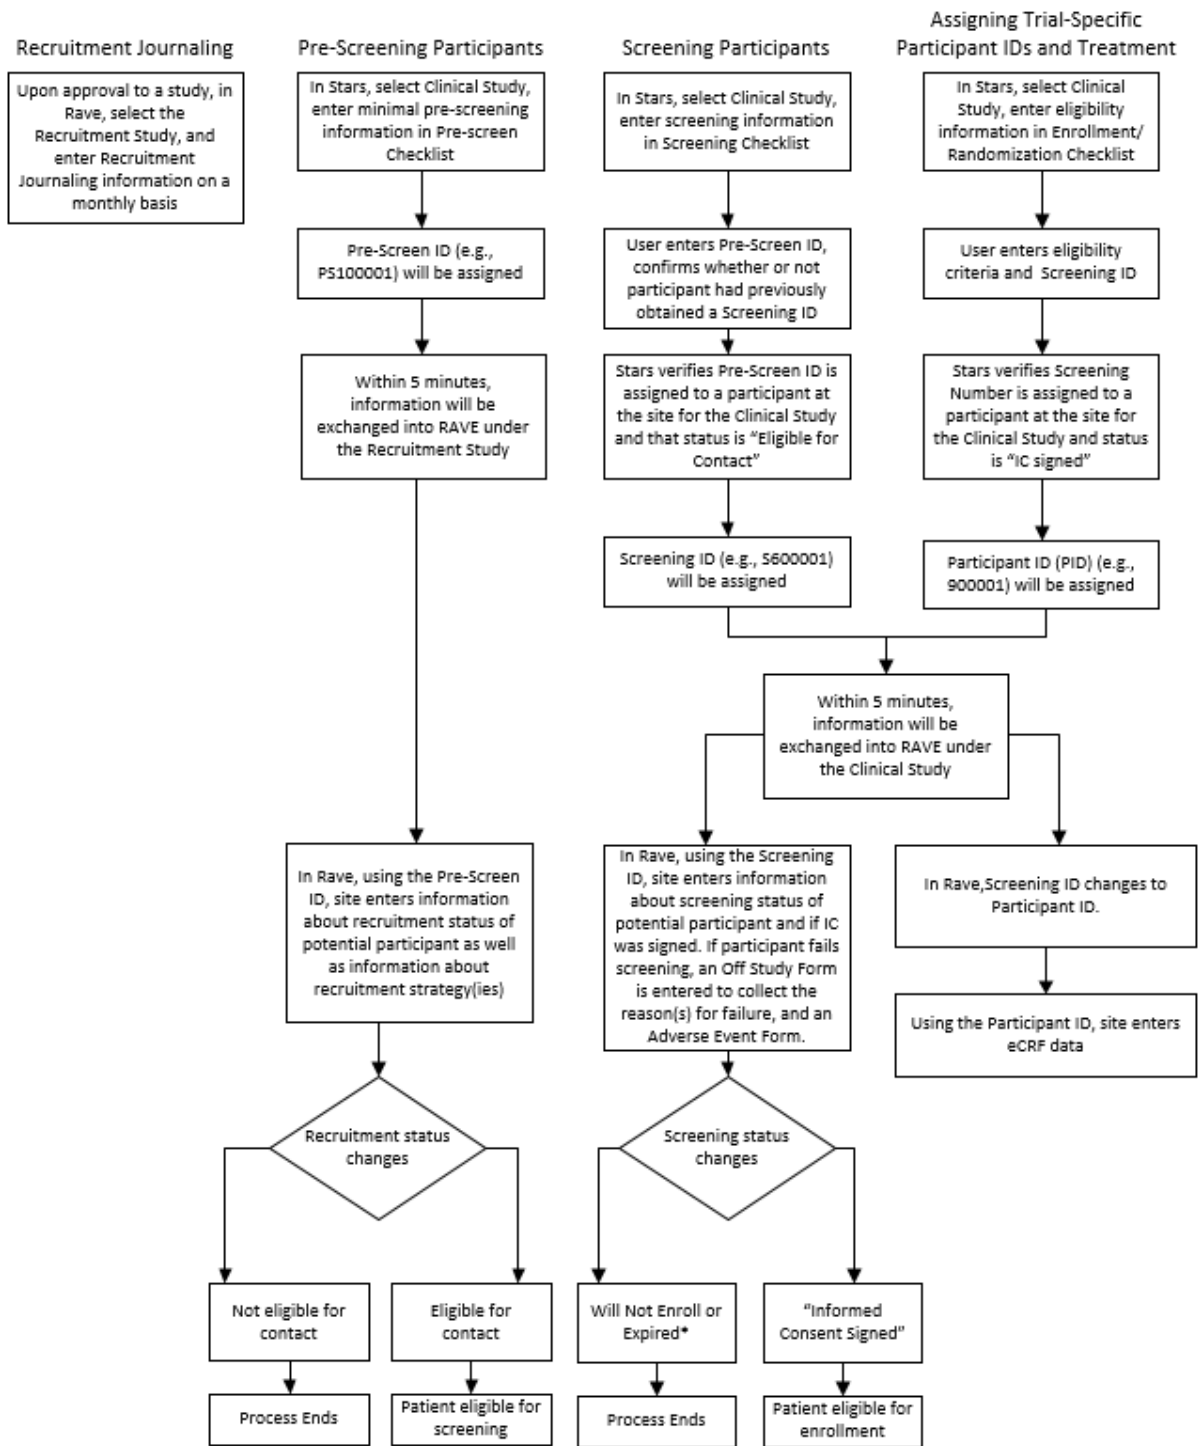 Recruitment Journaling
Upon approval to a study, in
Rave, select the
Recruitment Study, and
enter Recruitment
Journaling information on a
monthly basis
Pre-Screening Participants
In Stars, select Clinical Study,
enter minimal pre-screening
information in Pre-screen
Checklist
Pre-Screen ID (e.g.,
PS100001) will be assigned
Within 5 minutes,
information will be
exchanged into RAVE under
the Recruitment Study
In Rave, using the Pre-Screen
ID, site enters information
about recruitment status of
potential participant as well
as information about
recruitment strategy(ies)
Recruitment status
changes
Not eligible for
contact
Process Ends
Eligible for
contact
Patient eligible for
screening
Screening Participants
In Stars, select Clinical Study,
enter screening information
in Screening Checklist
User enters Pre-Screen ID,
confirms whether or not
participant had previously
obtained a Screening ID
Stars verifies Pre-Screen ID is
assigned to a participant at
the site for the Clinical Study
and that status is “Eligible for
Contact”
Screening ID (e.g., S600001)
will be assigned
Assigning Trial-Specific
Participant IDs and Treatment
In Stars, select Clinical
Study, enter eligibility
information in Enrollment/
Randomization Checklist
User enters eligibility
criteria and Screening ID
Stars verifies Screening
Number is assigned to a
participant at the site for
the Clinical Study and status
is “IC signed”
Participant ID (PID) (e.g.,
900001) will be assigned
Within 5 minutes,
information will be
exchanged into RAVE under
the Clinical Study
In Rave, using the Screening
ID, site enters information
about screening status of
potential participant and if IC
was signed. If participant fails
screening, an Off Study Form
is entered to collect the
reason(s) for failure, and an
Adverse Event Form.
Screening status
changes
Will Not Enroll or
Expired*
Process Ends
“Informed
Consent Signed”
Patient eligible for
enrollment
In Rave,Screening ID changes to
Participant ID.
Using the Participant ID, site enters
eCRF data